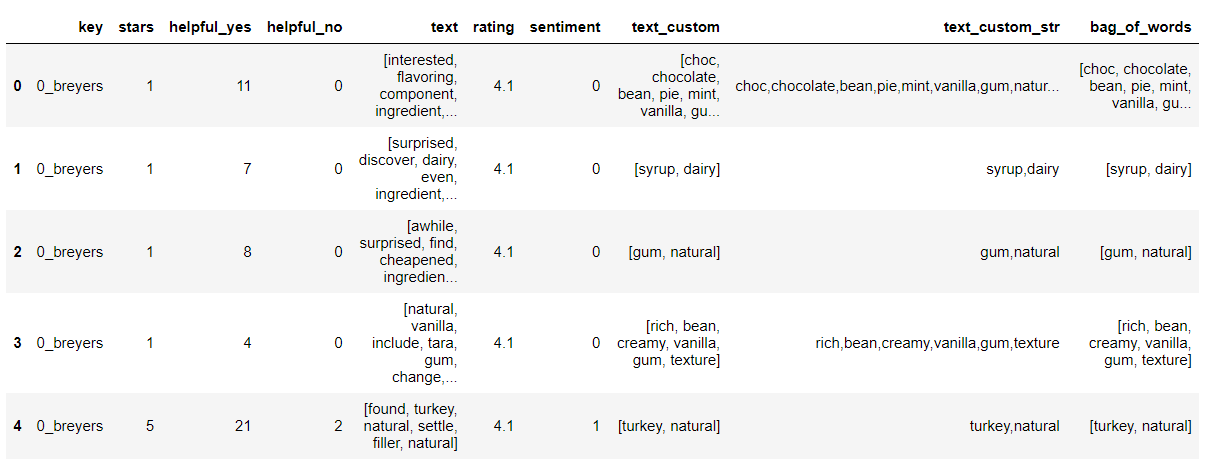 key stars helpful_yes helpful_no text rating sentiment text_custom text_custom_str bag_of_words
0 0_breyers 1 11 0 [interested, flavoring, component, ingredient,... 4.1 0 [choc, chocolate, bean, pie, mint, vanilla, gu... choc,chocolate,bean,pie,mint,vanilla,gum,natur... [choc, chocolate, bean, pie, mint, vanilla, gu...
1 0_breyers 1 7 0 [surprised, discover, dairy, even, ingredient,... 4.1 0 [syrup, dairy] syrup,dairy [syrup, dairy]
2 0_breyers 1 8 0 [awhile, surprised, find, cheapened, ingredien... 4.1 0 [gum, natural] gum,natural [gum, natural]
3 0_breyers 1 4 0 [natural, vanilla, include, tara, gum, change,... 4.1 0 [rich, bean, creamy, vanilla, gum, texture] rich,bean,creamy,vanilla,gum,texture [rich, bean, creamy, vanilla, gum, texture]
4 0_breyers 5 21 2 [found, turkey, natural, settle, filler, natural] 4.1 1 [turkey, natural] turkey,natural [turkey, natural]